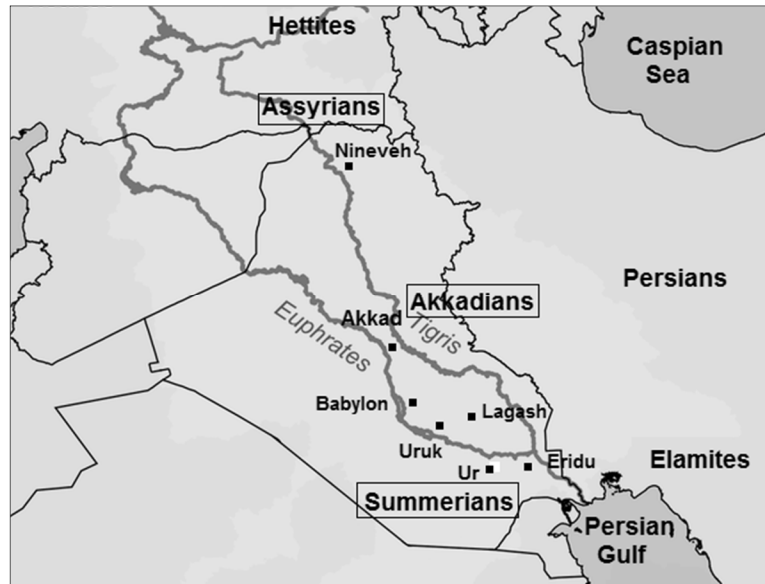 Hettites
Caspian
Sea
Assyrians
Nineveh
Persians
Akkadians
Akkad
Tigris
Euphrates
Babylon
Lagash
Uruk
Ur
Eridu
Elamites
Summerians
Persian
Gulf